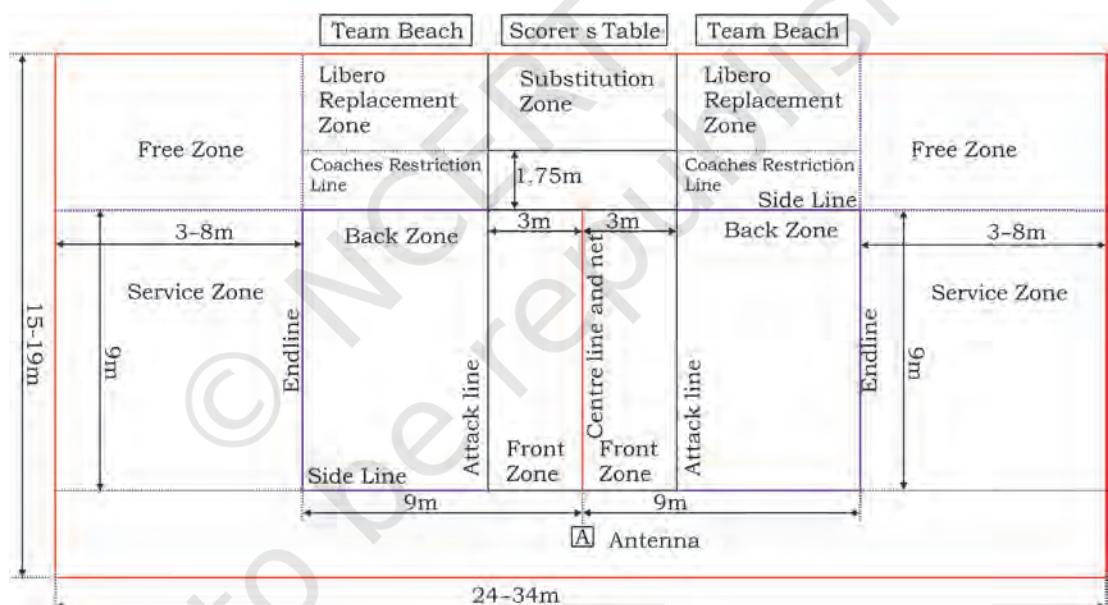 Team Beach
Scorer s Table
Team Beach
Libero
Replacement
Zone
Substitution
Zone
Libero
Replacement
Zone
Free Zone
Free Zone
Coaches Restriction
Line
1.75m
Coaches Restriction
Line
Side Line
3-8m
Back Zone
3m
3m
Back Zone
3-8m
Service Zone
Service Zone
15-19m
9m
Endline
Attack line
Centre line and net
Attack line
Endline
9m
Front
Zone
Front
Zone
Side Line
9m
9m
A Antenna
24-34m
© NCERT
to be republish